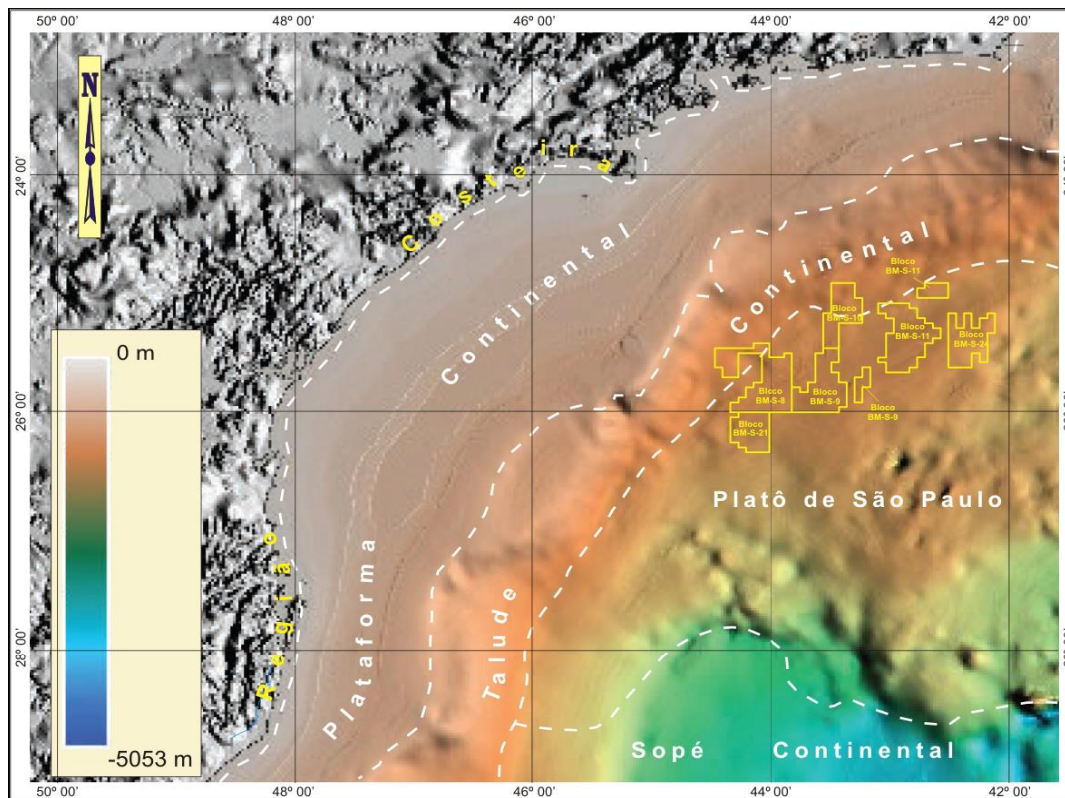 50° 00' 48° 00' 46° 00' 44° 00' 42° 00'
N
24° 00'
26° 00'
28° 00'
Região Costeira
Plataforma Continental
Talude Continental
Bloco
BM-S-11
Bloco
BM-S-10
Bloco
BM-S-11
Bloco
BM-S-24
Bloco
BM-S-8
Bloco
BM-S-9
Bloco
BM-S-9
Bloco
BM-S-21
Platô de São Paulo
Sopé Continental
0 m
-5053 m
50° 00' 48° 00' 46° 00' 44° 00' 42° 00'